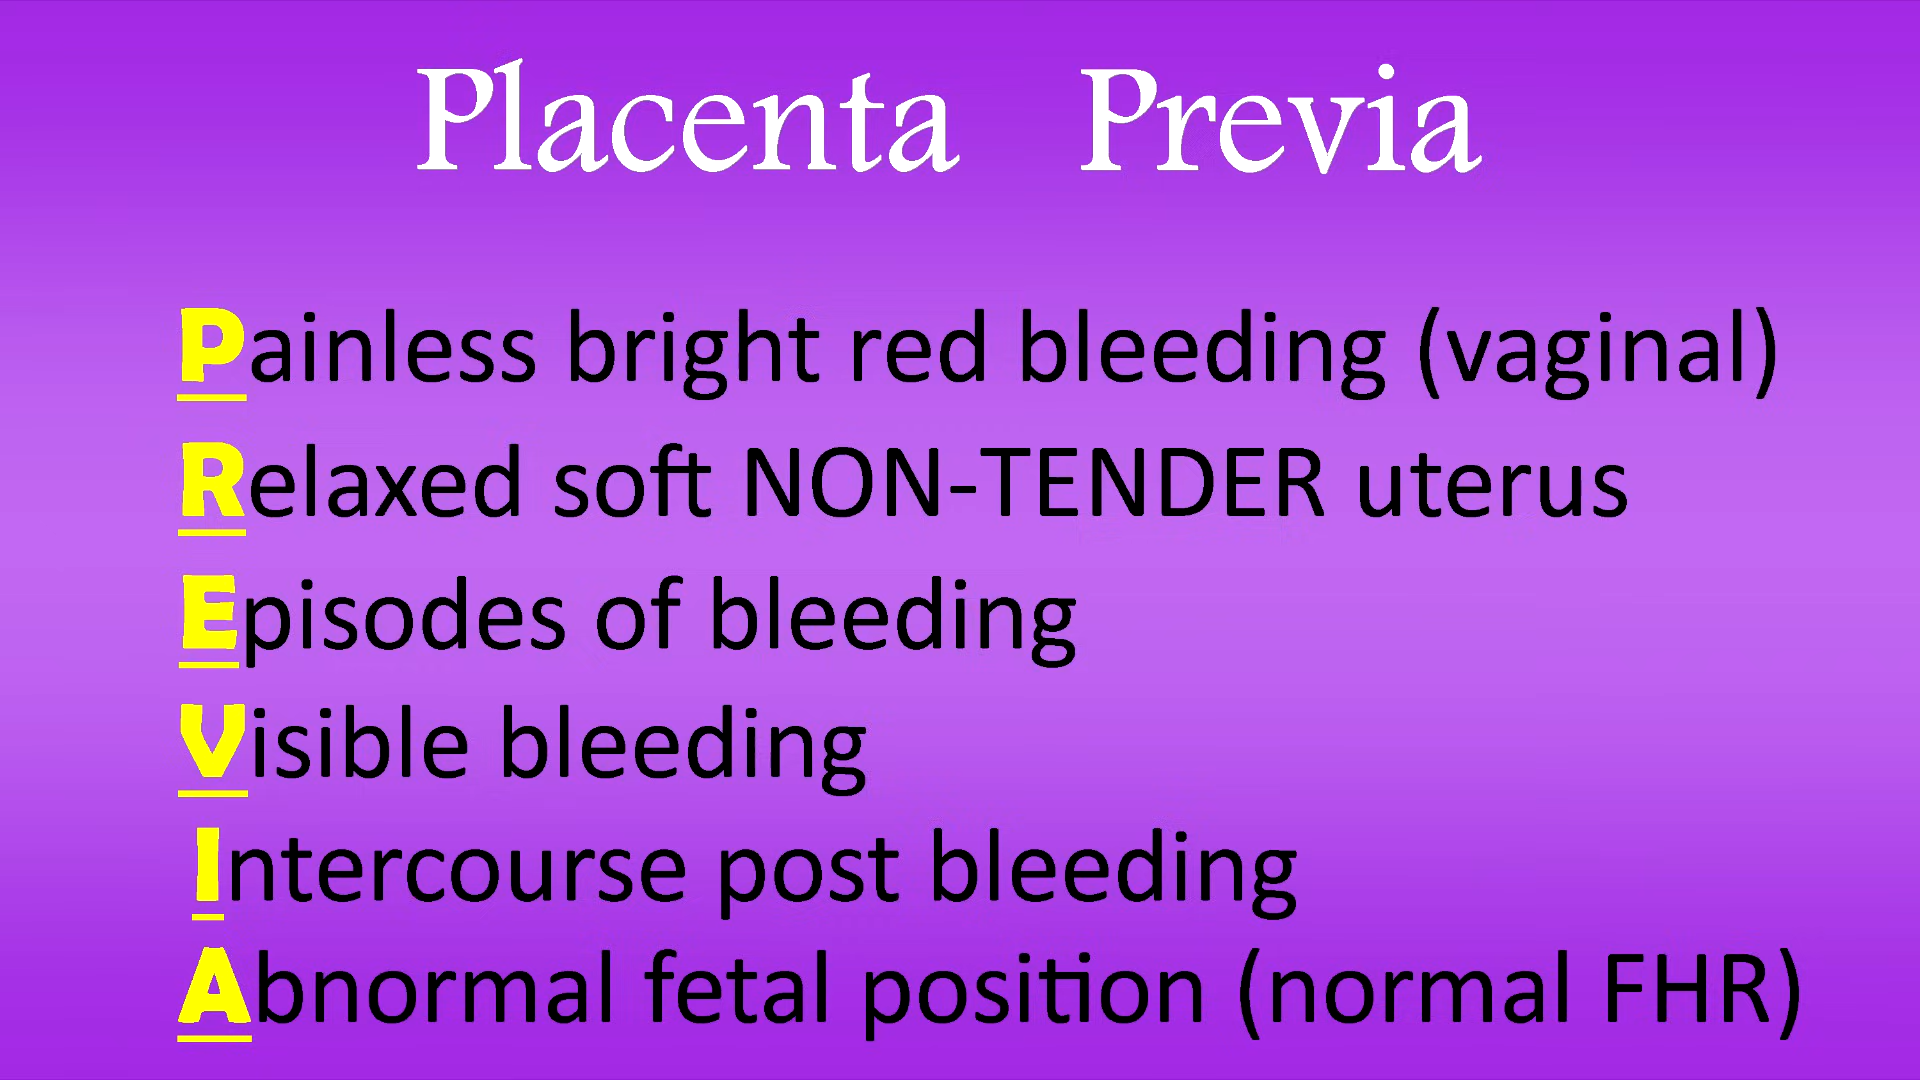 Placenta Previa
Painless bright red bleeding (vaginal)
Relaxed soft NON-TENDER uterus
Episodes of bleeding
Visible bleeding
Intercourse post bleeding
Abnormal fetal position (normal FHR)